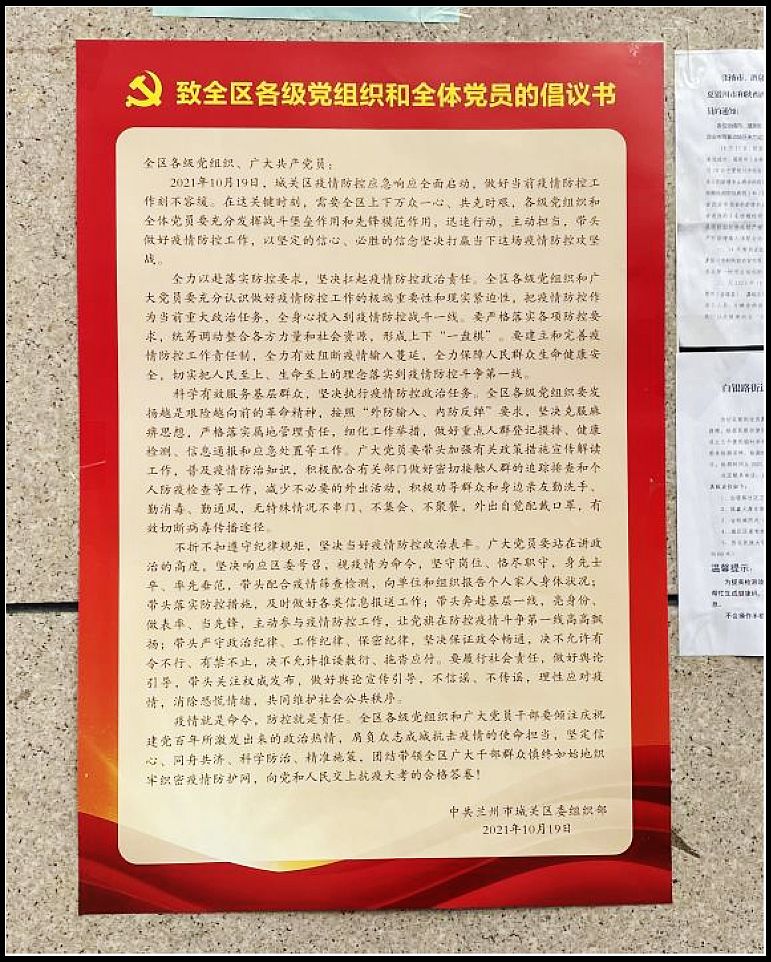 致全区各级党组织和全体党员的倡议书
全区各级党组织、广大共产党员：
2021年10月19日，城关区疫情防控应急响应全面启动，做好当前疫情防控工
作刻不容缓。在这关键时刻，需要全区上下万众一心、共克时艰，各级党组织和
全体党员要充分发挥战斗堡垒作用和先锋模范作用，迅速行动，主动担当，带头
做好疫情防控工作，以坚定的信心、必胜的信念坚决打赢当下这场疫情防控攻坚
战。
全力以赴落实防控要求，坚决扛起疫情防控政治责任。全区各级党组织和广
大党员要充分认识做好疫情防控工作的极端重要性和现实紧迫性，把疫情防控作
为当前重大政治任务，全身心投入到疫情防控战斗一线。要严格落实各项防控要
求，统筹调动整合各方力量和社会资源，形成上下“一盘棋”。要建立和完善疫
情防控工作责任制，全力有效阻断疫情输入蔓延，全力保障人民群众生命健康安
全，切实把人民至上、生命至上的理念落实到疫情防控斗争第一线。
科学有效服务基层群众，坚决执行疫情防控政治任务。全区各级党组织要发
扬越是艰险越向前的革命精神，按照“外防输入、内防反弹”要求，坚决克服麻
痹思想，严格落实属地管理责任，细化工作举措，做好重点人群登记摸排、健康
检测、信息通报和应急处置等工作。广大党员要带头加强有关政策措施宣传解读
工作，普及疫情防治知识，积极配合有关部门做好密切接触人群的追踪排查和个
人防疫检查等工作，减少不必要的外出活动，积极劝导群众和身边亲友勤洗手、
勤消毒、勤通风，无特殊情况不串门、不集会、不聚餐，外出自觉配戴口罩，有
效切断病毒传播途径。
不折不扣遵守纪律规矩，坚决当好疫情防控政治表率。广大党员要站在讲政
治的高度，坚决响应区委号召，视疫情为命令，坚守岗位、恪尽职守，身先士
卒、率先垂范，带头配合疫情筛查检测，向单位和组织报告个人家人身体状况；
带头落实防控措施，及时做好各类信息报送工作；带头奔赴基层一线，亮身份、
做表率、当先锋，主动参与疫情防控工作，让党旗在防控疫情斗争第一线高高飘
扬；带头严守政治纪律、工作纪律、保密纪律，坚决保证政令畅通，决不允许有
令不行、有禁不止，决不允许推诿敷衍、拖沓应付。要履行社会责任，做好舆论
引导，带头关注权威发布，做好舆论宣传引导，不信谣、不传谣，理性应对疫
情，消除恐慌情绪，共同维护社会公共秩序。
疫情就是命令，防控就是责任。全区各级党组织和广大党员干部要倾注庆祝
建党百年所激发出来的政治热情，肩负众志成城抗击疫情的使命担当，坚定信
心、同舟共济、科学防治、精准施策，团结带领全区广大干部群众慎终如始地织
牢织密疫情防护网，向党和人民交上抗疫大考的合格答卷！
中共兰州市城关区委组织部
2021年10月19日
员的通知：
白银路街
温馨提示：